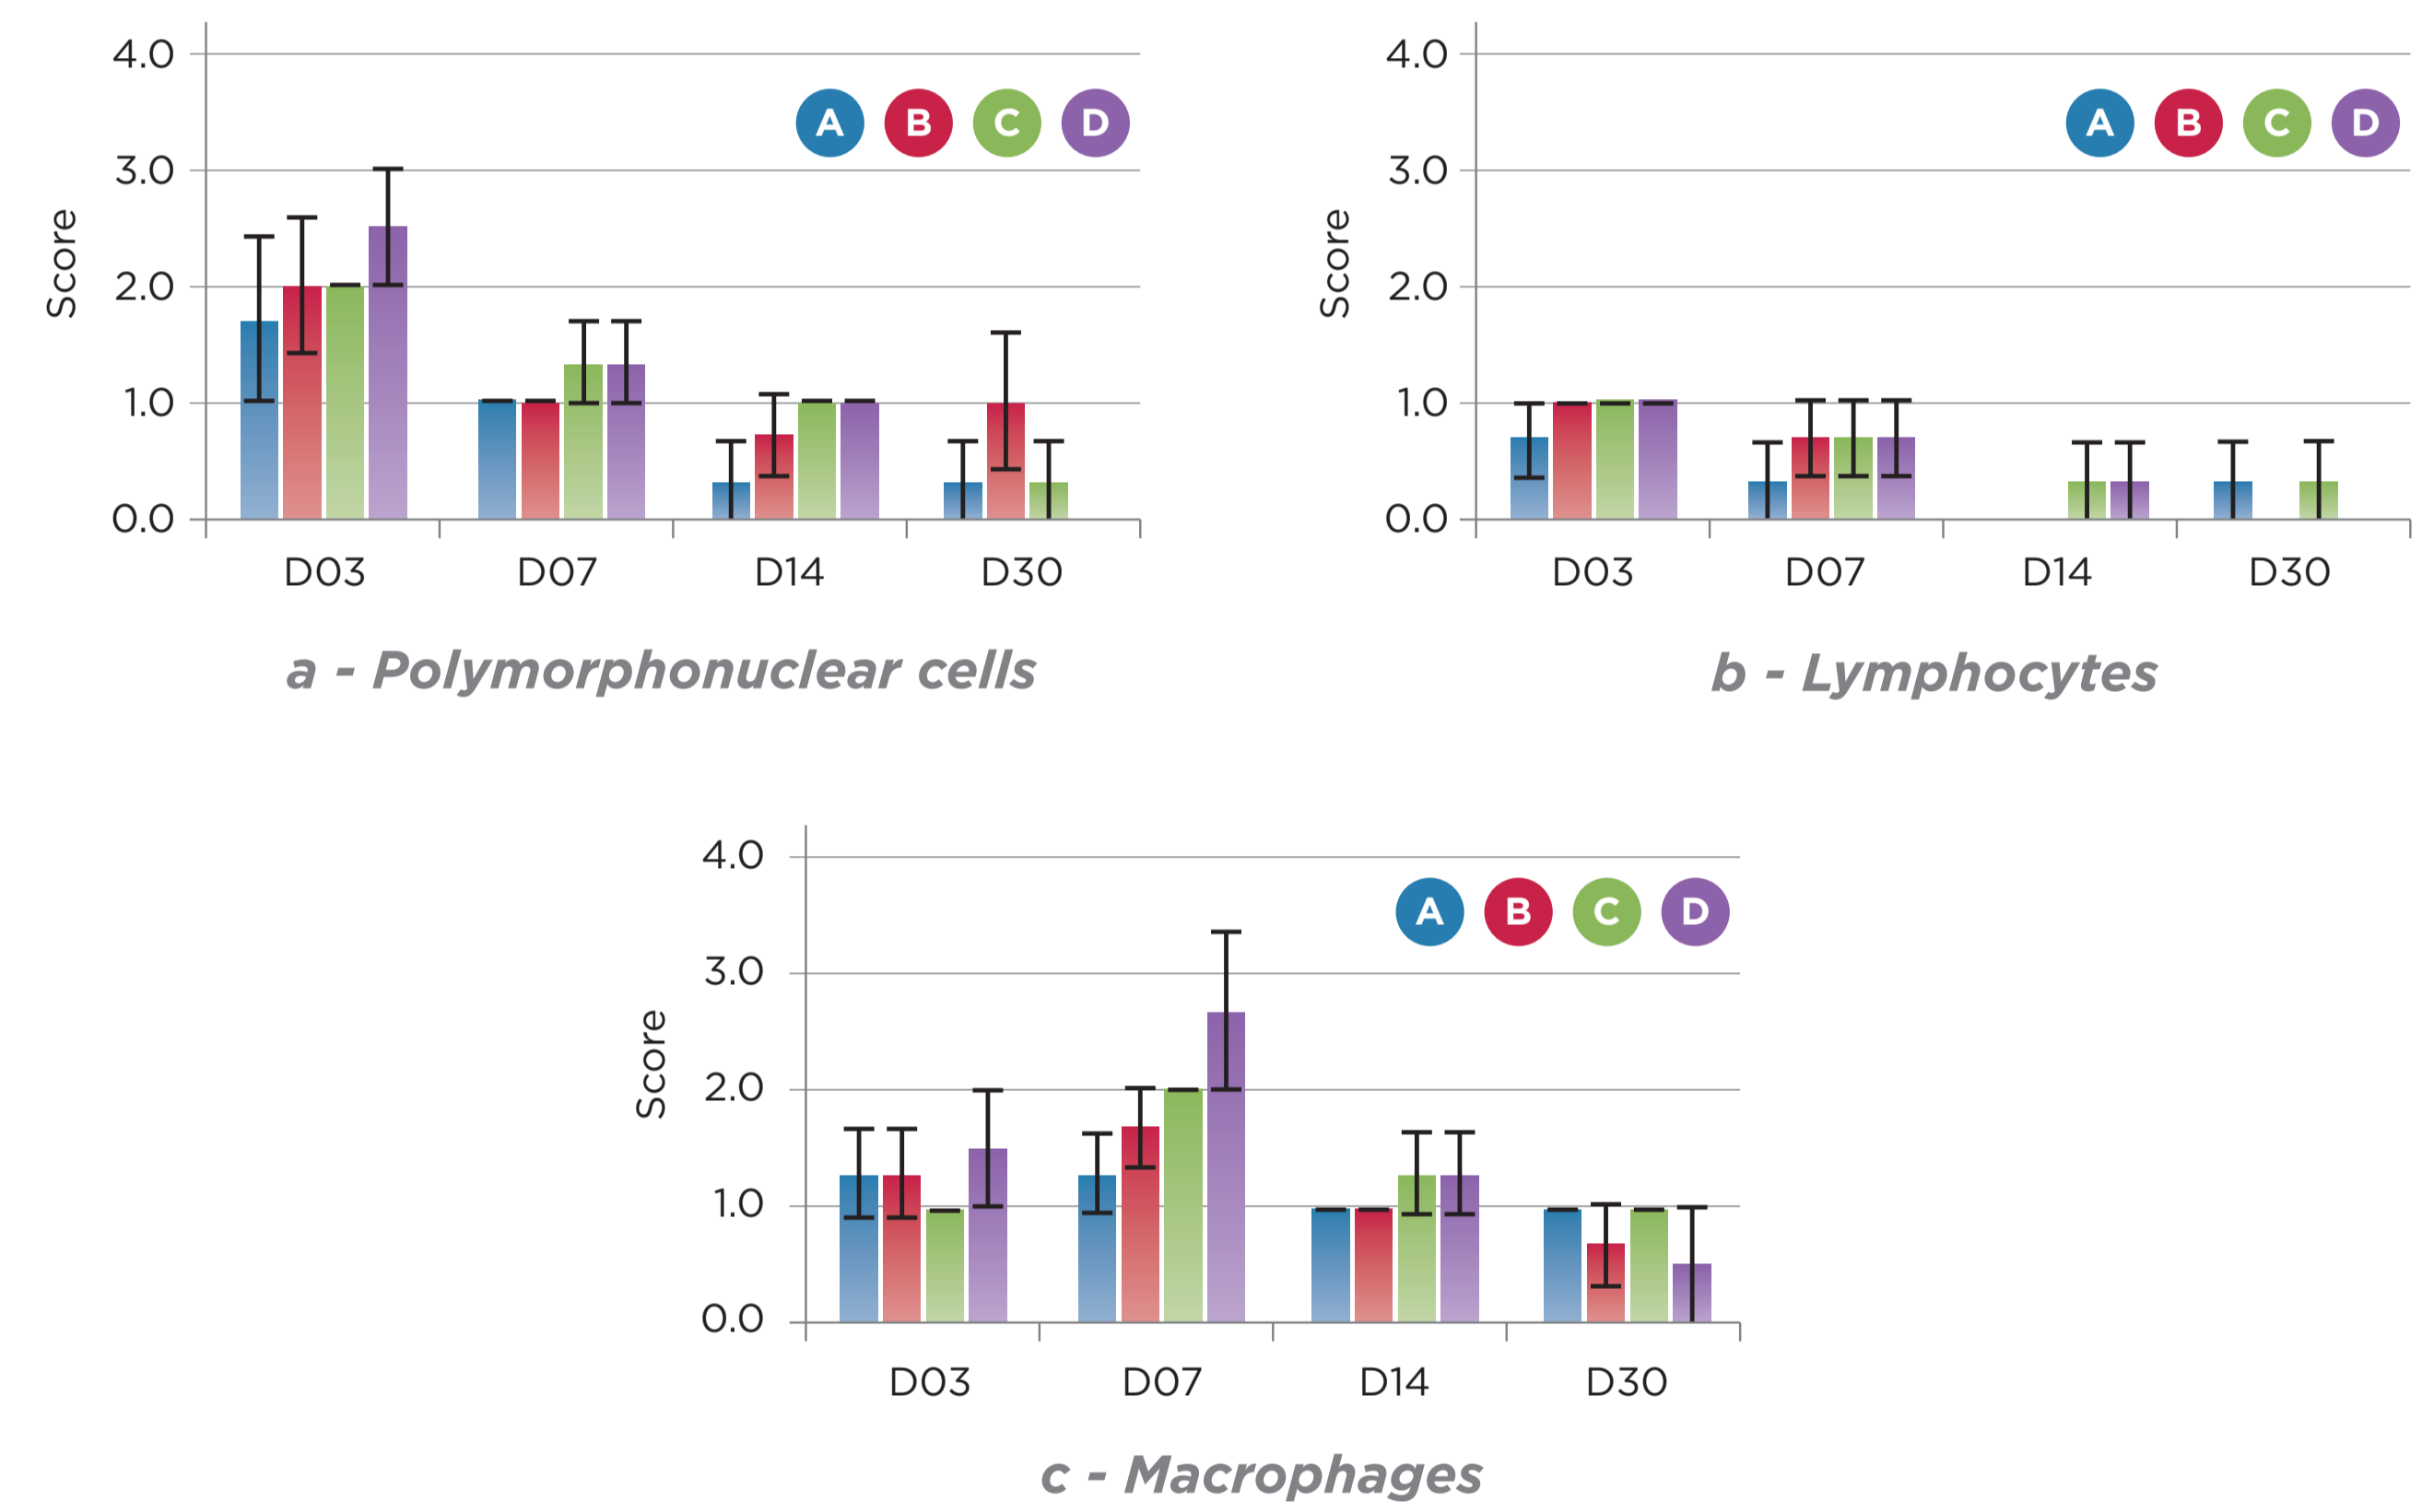 4.0
A B C D
3.0
Score
2.0
1.0
0.0
D03 D07 D14 D30
a - Polymorphonuclear cells
4.0
A B C D
3.0
Score
2.0
1.0
0.0
D03 D07 D14 D30
b - Lymphocytes
4.0
A B C D
3.0
Score
2.0
1.0
0.0
D03 D07 D14 D30
c - Macrophages